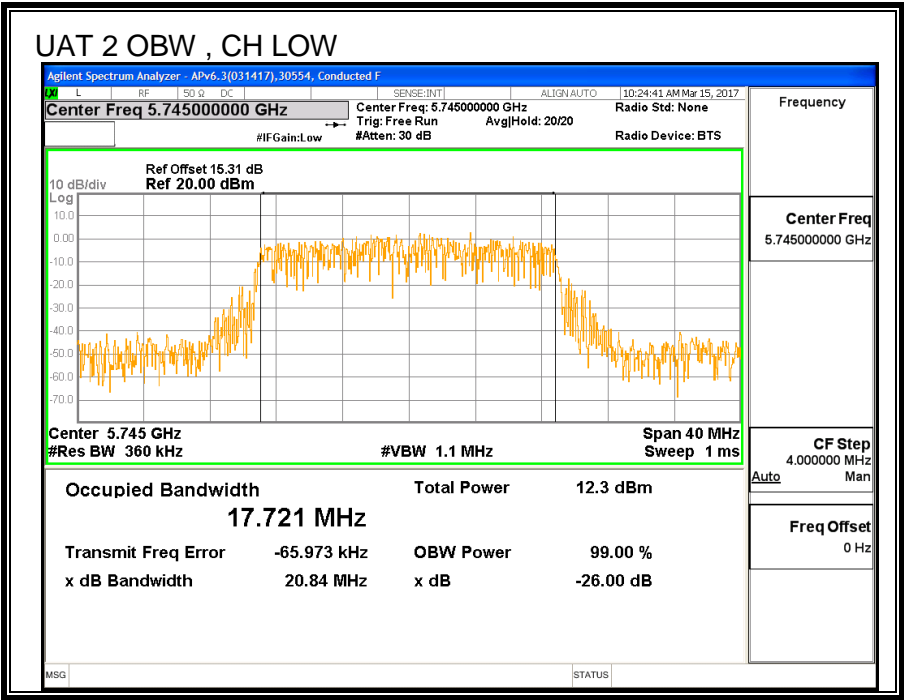 UAT 2 OBW , CH LOW
Agilent Spectrum Analyzer - APv6.3(031417),30554, Conducted F
LXI L RF 50 Ω DC SENSE:INT ALIGN AUTO 10:24:41 AM Mar 15, 2017
Center Freq 5.745000000 GHz
Center Freq: 5.745000000 GHz
Radio Std: None
Trig: Free Run Avg|Hold: 20/20
#IFGain:Low
#Atten: 30 dB
Radio Device: BTS
Ref Offset 15.31 dB
10 dB/div Ref 20.00 dBm
Log
10.0
0.00
-10.0
-20.0
-30.0
-40.0
-50.0
-60.0
-70.0
Center 5.745 GHz Span 40 MHz
#Res BW 360 kHz #VBW 1.1 MHz Sweep 1 ms
Occupied Bandwidth Total Power 12.3 dBm
17.721 MHz
Transmit Freq Error -65.973 kHz OBW Power 99.00 %
x dB Bandwidth 20.84 MHz x dB -26.00 dB
Frequency
Center Freq
5.745000000 GHz
CF Step
4.000000 MHz
Auto Man
Freq Offset
0 Hz
MSG STATUS